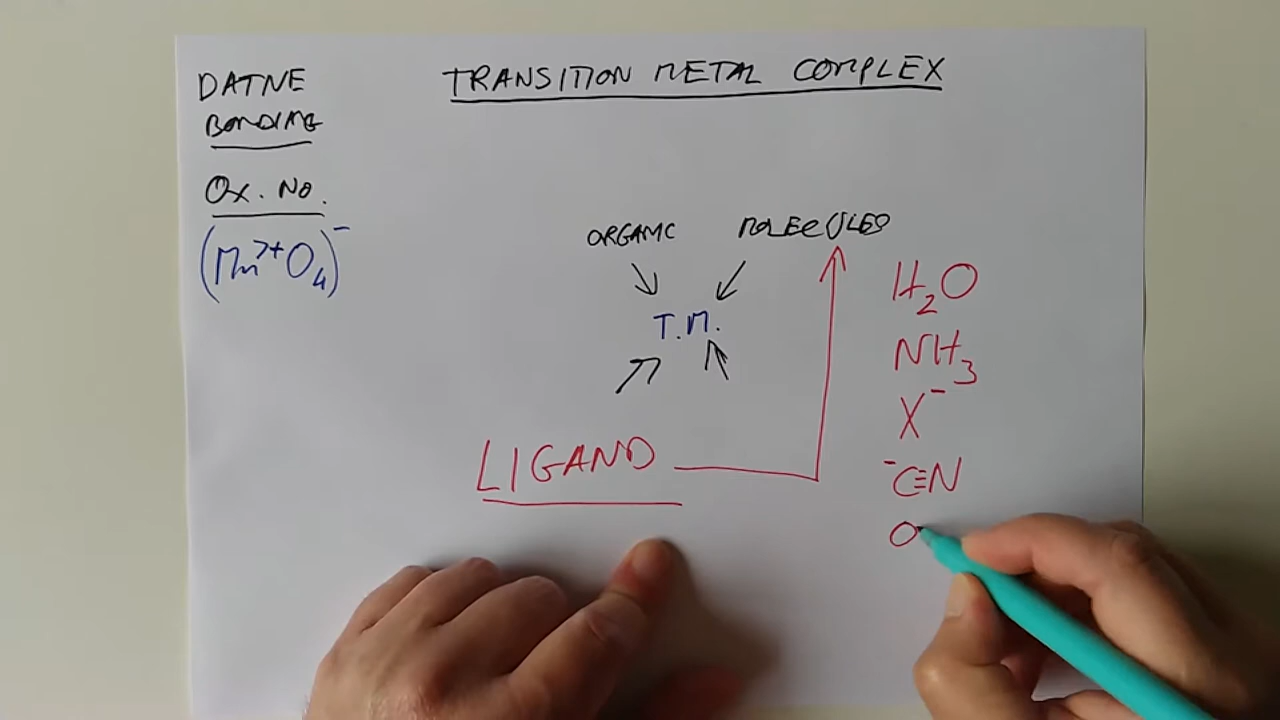 DATIVE
BONDING
OX. NO.
(Mn⁷⁺O₄)⁻
TRANSITION METAL COMPLEX
ORGANIC MOLECULES
T.M.
LIGAND
H₂O
NH₃
X⁻
⁻C≡N
O